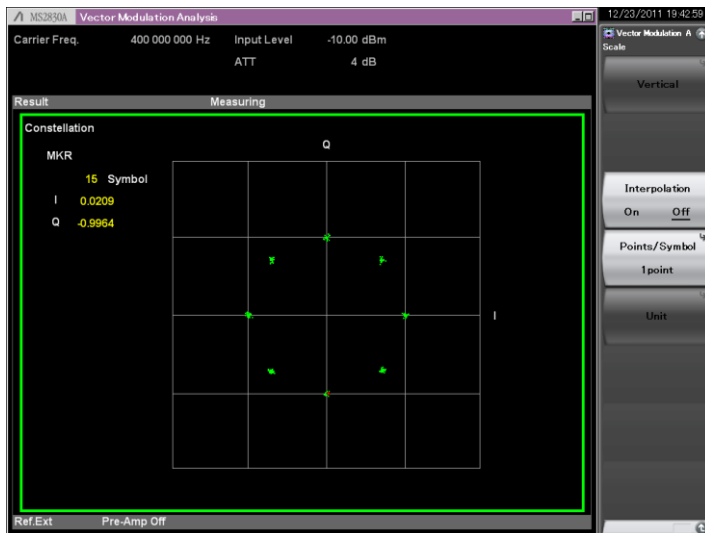 MS2830A Vector Modulation Analysis
12/23/2011 19:42:59
Carrier Freq. 400 000 000 Hz Input Level -10.00 dBm
ATT 4 dB
Result Measuring
Constellation
MKR
15 Symbol
I 0.0209
Q -0.9964
Q
I
Ref.Ext Pre-Amp Off
Vector Modulation A
Scale
Vertical
Interpolation
On Off
Points/Symbol
1point
Unit